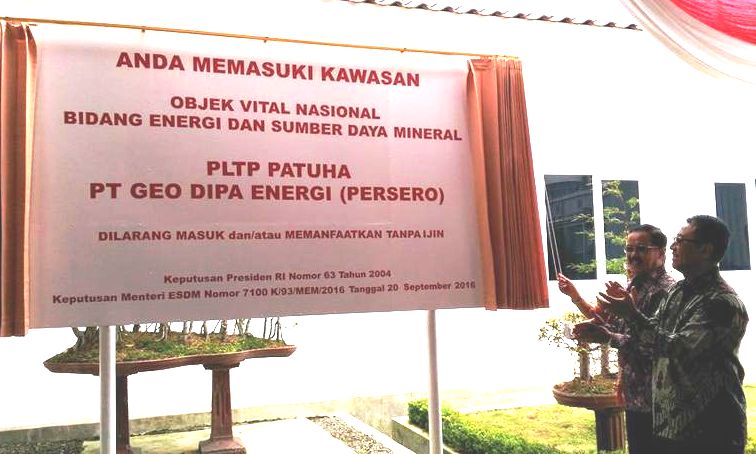 ANDA MEMASUKI KAWASAN
OBJEK VITAL NASIONAL
BIDANG ENERGI DAN SUMBER DAYA MINERAL
PLTP PATUHA
PT GEO DIPA ENERGI (PERSERO)
DILARANG MASUK dan/atau MEMANFAATKAN TANPA IJIN
Keputusan Presiden RI Nomor 63 Tahun 2004
Keputusan Menteri ESDM Nomor 7100 K/93/MEM/2016 Tanggal 20 September 2016